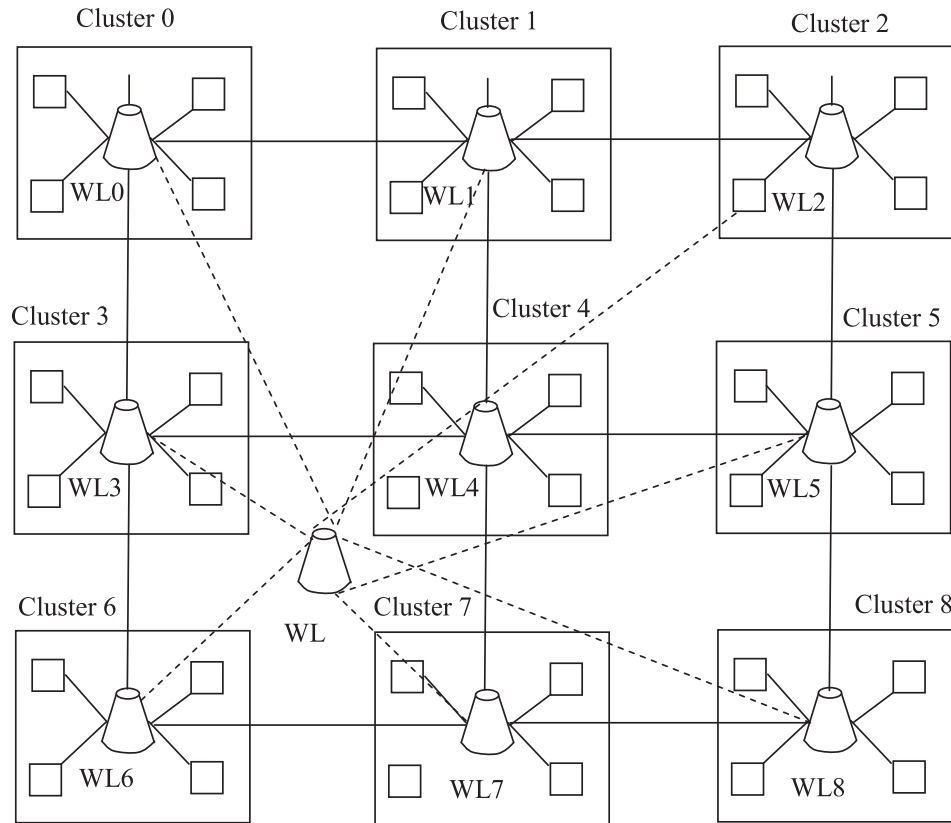 Cluster 0
Cluster 1
Cluster 2
WL0
WL1
WL2
Cluster 3
Cluster 4
Cluster 5
WL3
WL4
WL5
Cluster 6
Cluster 7
Cluster 8
WL
WL6
WL7
WL8